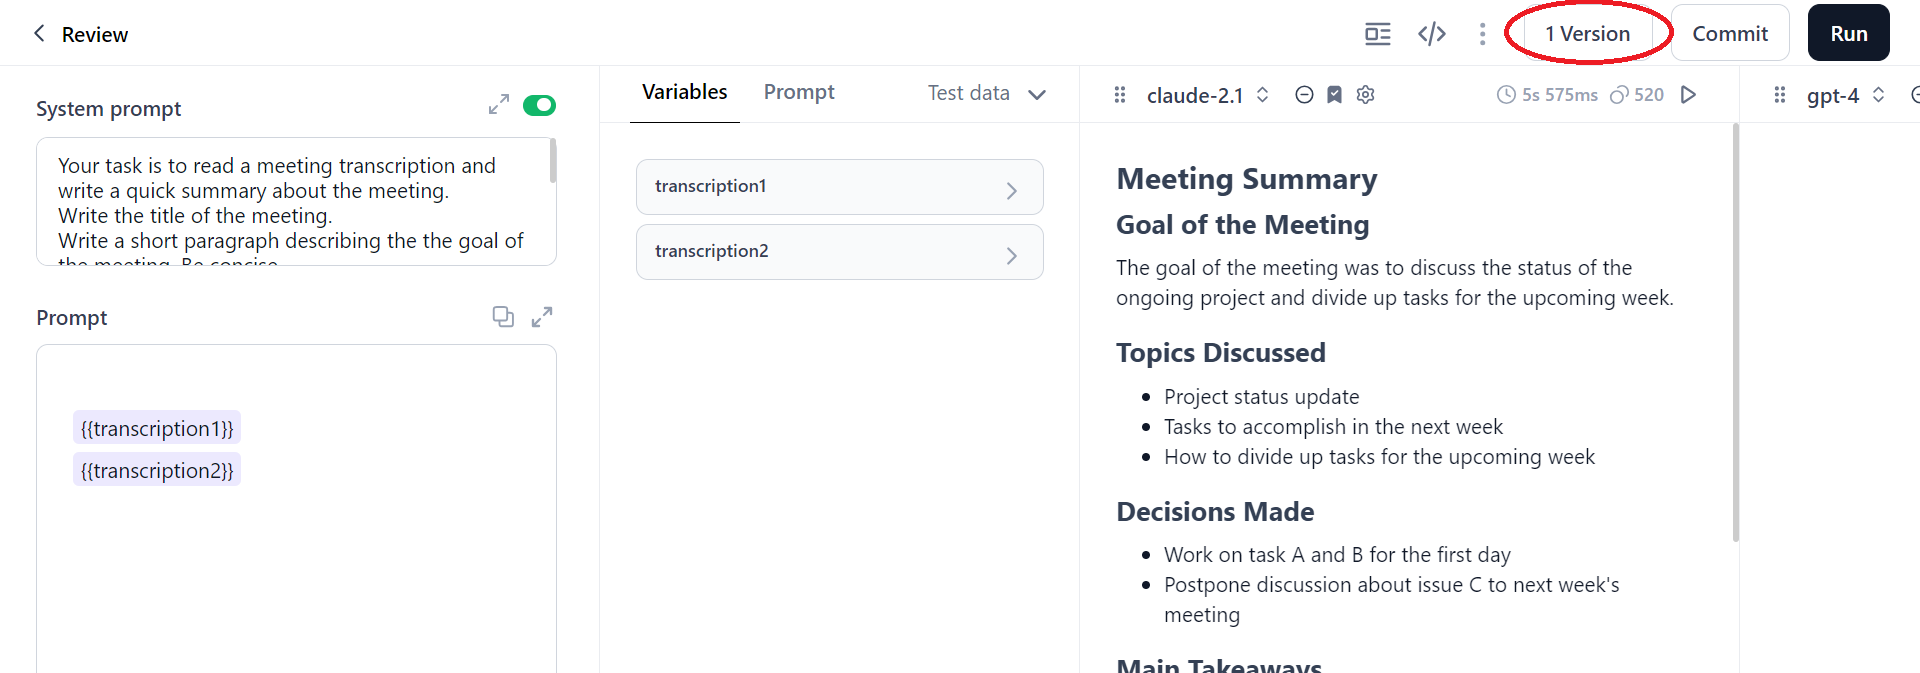 Review
1 Version
Commit
Run
System prompt
Your task is to read a meeting transcription and
write a quick summary about the meeting.
Write the title of the meeting.
Write a short paragraph describing the the goal of
the meeting. Be concise.
Prompt
{{transcription1}}
{{transcription2}}
Variables
Prompt
Test data
transcription1
transcription2
claude-2.1
5s 575ms
520
gpt-4
Meeting Summary
Goal of the Meeting
The goal of the meeting was to discuss the status of the
ongoing project and divide up tasks for the upcoming week.
Topics Discussed
Project status update
Tasks to accomplish in the next week
How to divide up tasks for the upcoming week
Decisions Made
Work on task A and B for the first day
Postpone discussion about issue C to next week's
meeting
Main Takeaways